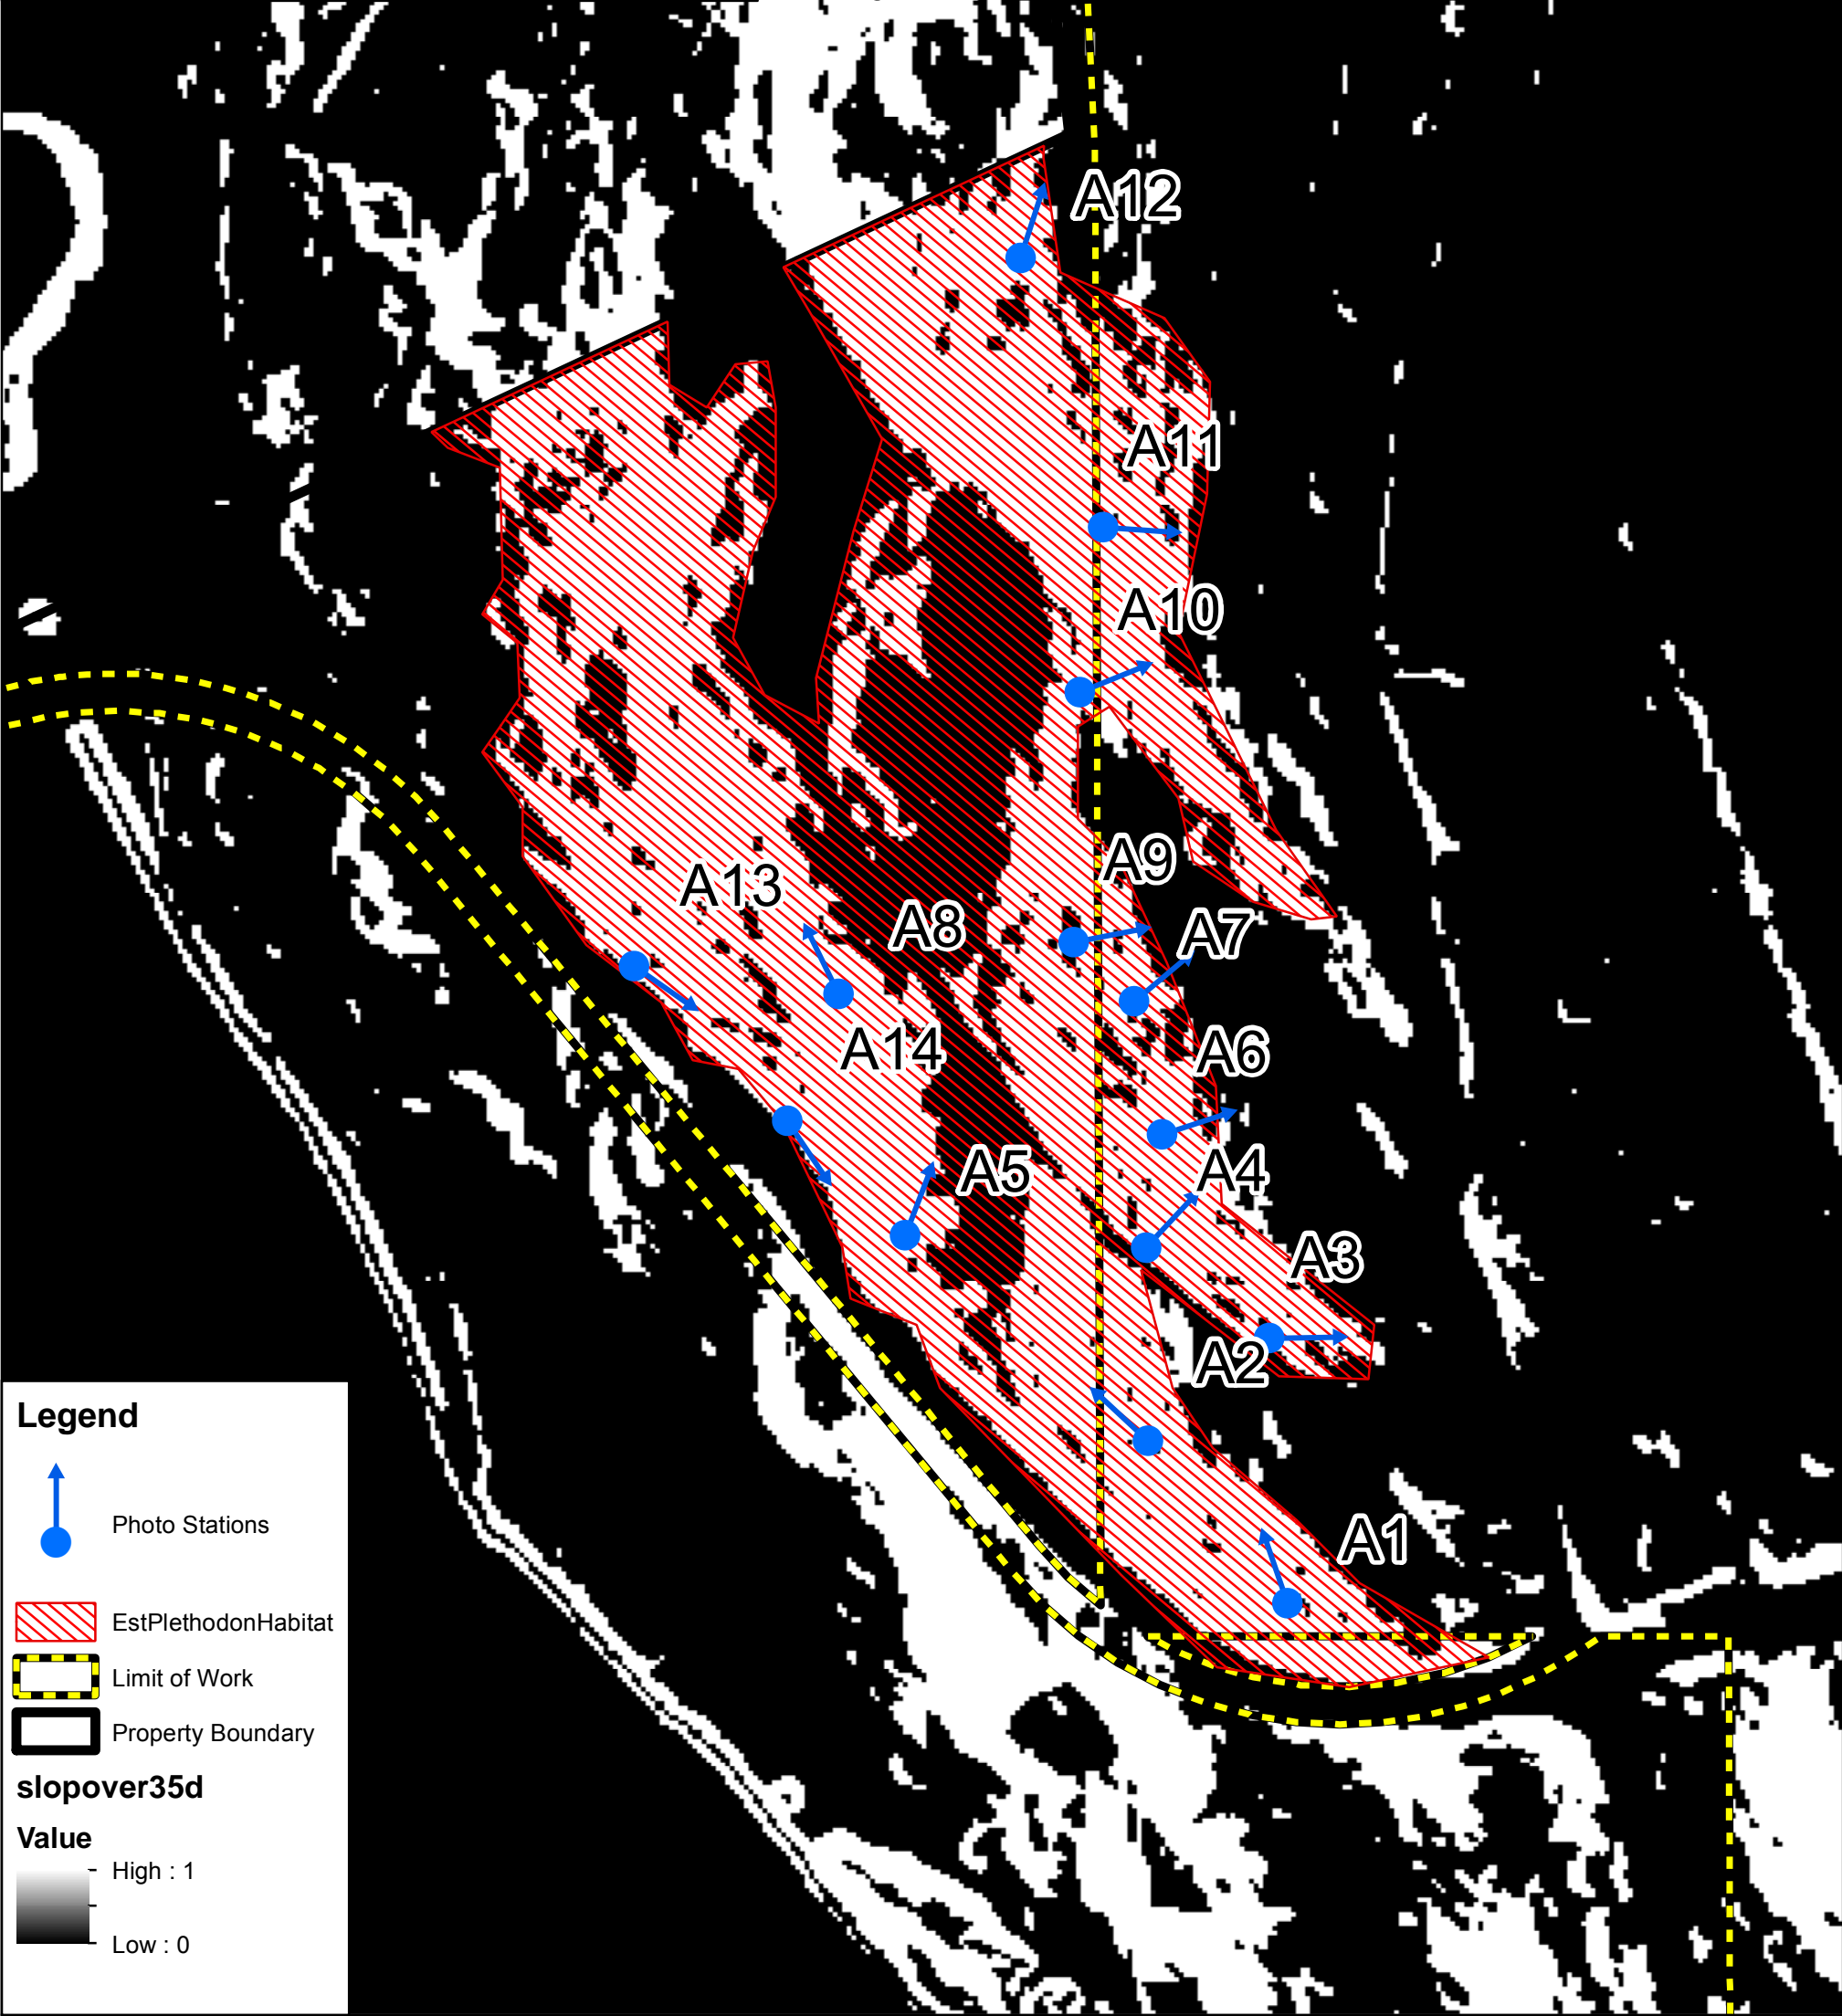 A12
A11
A10
A9
A13
A8
A7
A14
A6
A5
A4
A3
A2
A1
Legend
Photo Stations
EstPlethodonHabitat
Limit of Work
Property Boundary
slopover35d
Value
High : 1
Low : 0